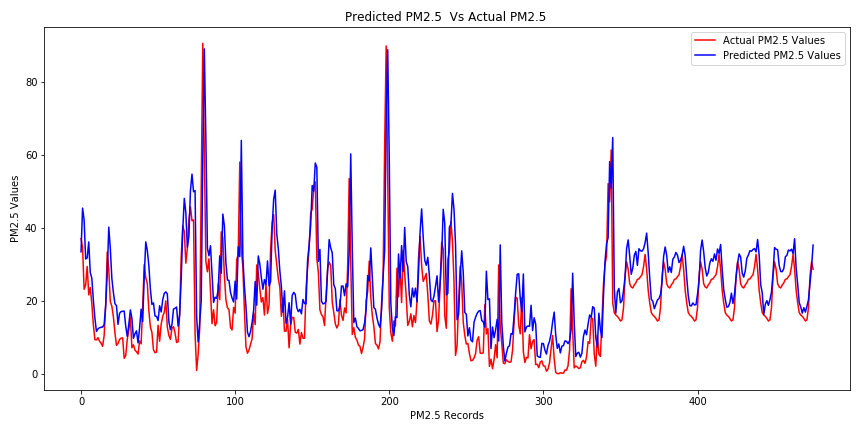 Predicted PM2.5  Vs Actual PM2.5
Actual PM2.5 Values
Predicted PM2.5 Values
PM2.5 Values
80
60
40
20
0
0
100
200
300
400
PM2.5 Records